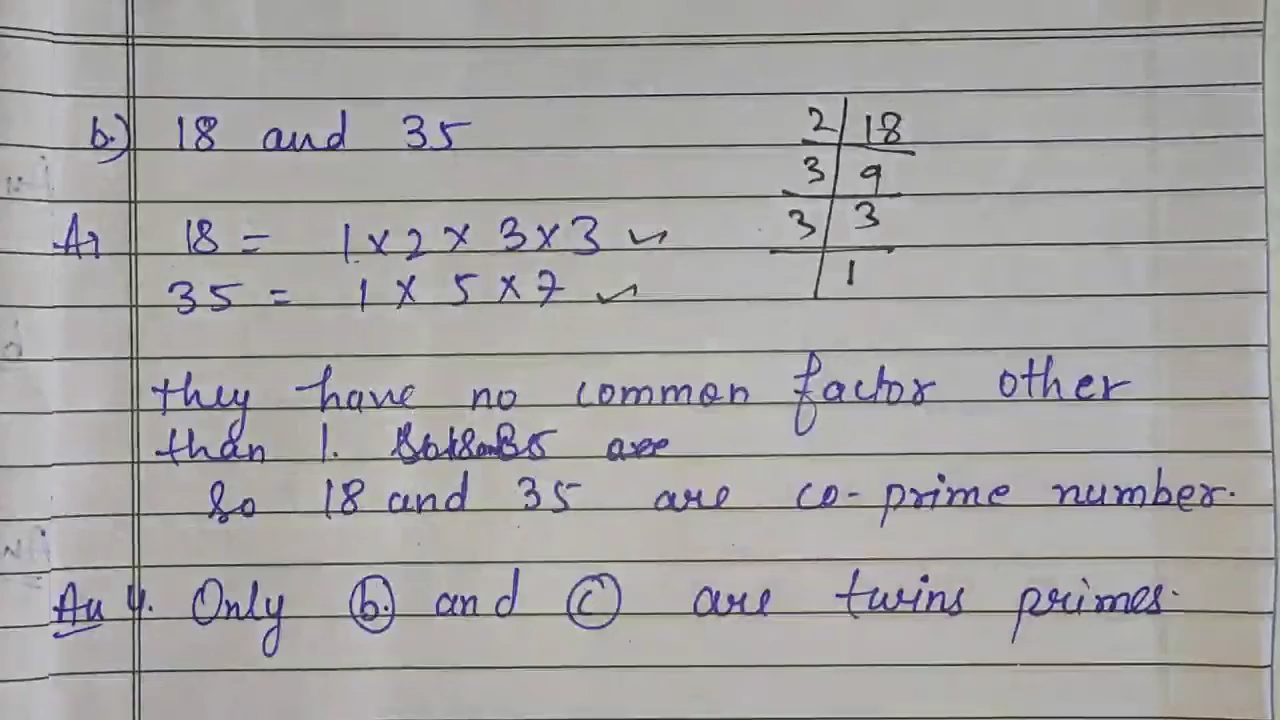 b.) 18 and 35
2 | 18
3 | 9
3 | 3
1
A→ 18 = 1 × 2 × 3 × 3 ✓
35 = 1 × 5 × 7 ✓
they have no common factor other
than 1. are
So 18 and 35 are co-prime number.
4. Only (b.) and (c) are twins primes.